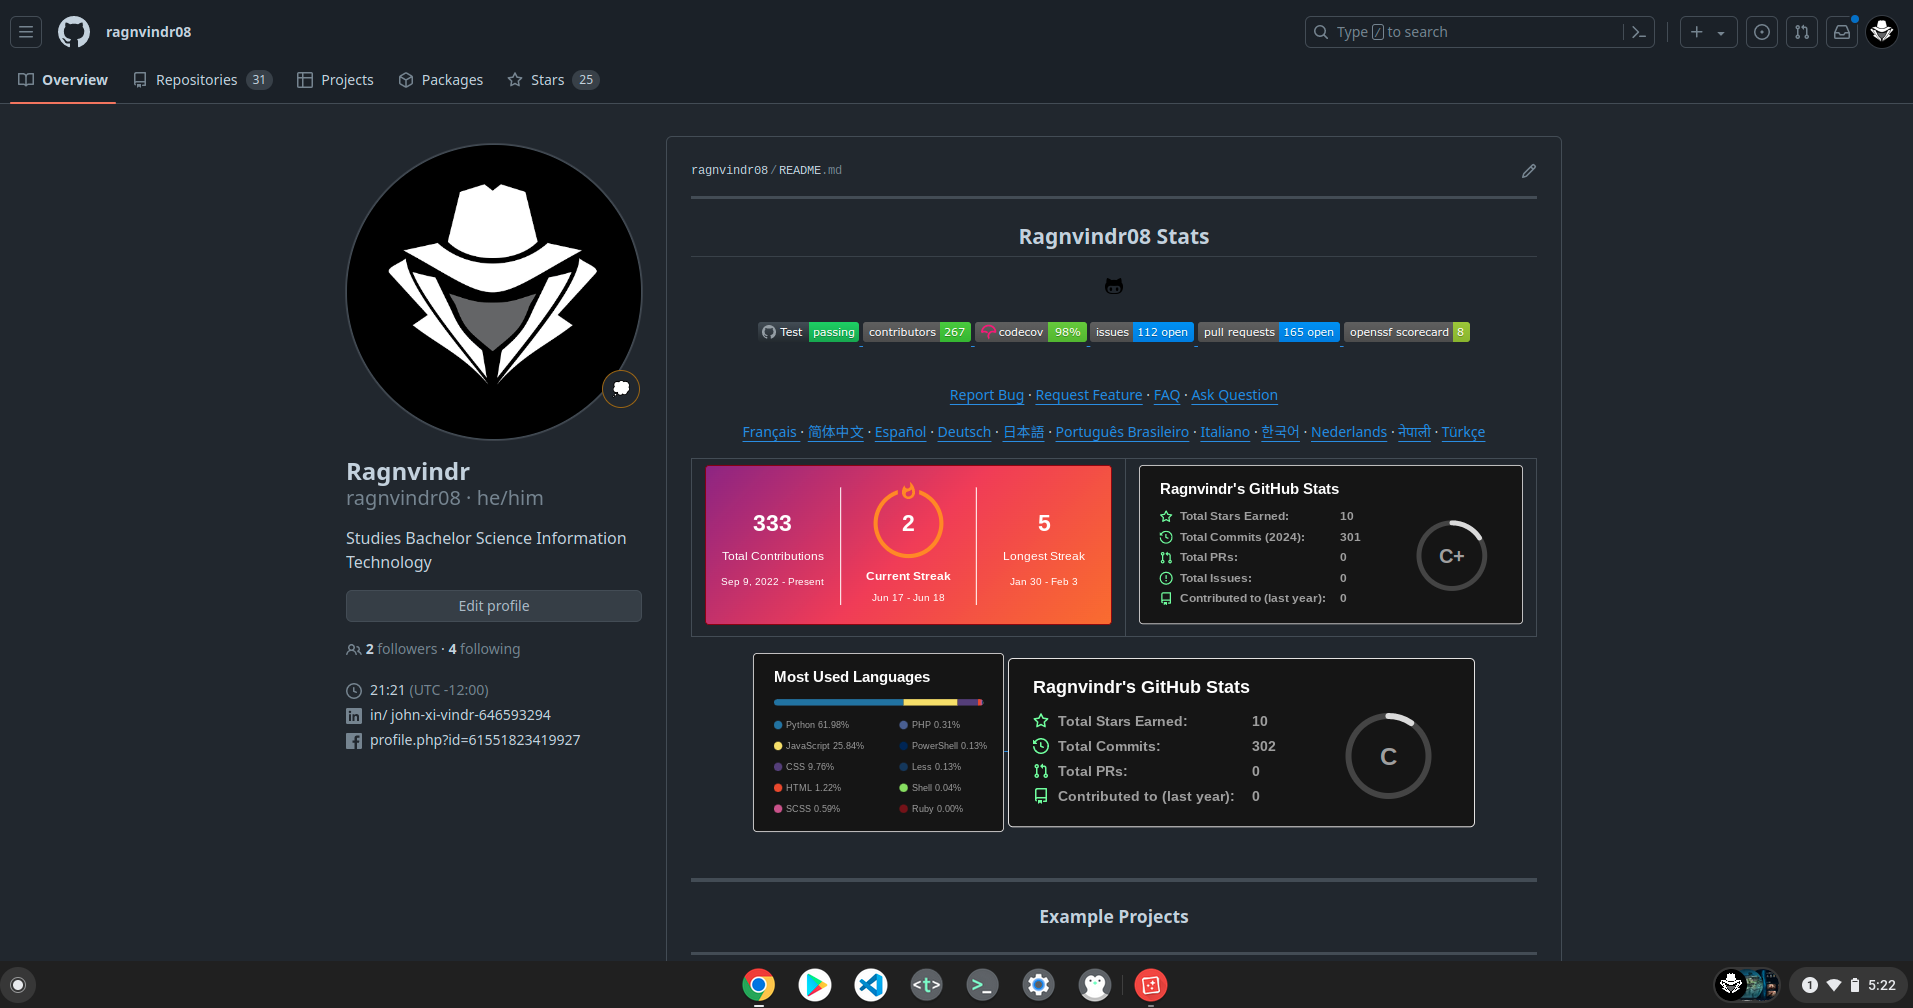 ragnvindr08
Type / to search
Overview
Repositories 31
Projects
Packages
Stars 25
ragnvindr08/README.md
Ragnvindr08 Stats
Test passing
contributors 267
codecov 98%
issues 112 open
pull requests 165 open
openssf scorecard 8
Report Bug · Request Feature · FAQ · Ask Question
Français · 简体中文 · Español · Deutsch · 日本語 · Português Brasileiro · Italiano · 한국어 · Nederlands · नेपाली · Türkçe
Ragnvindr
ragnvindr08 · he/him
Studies Bachelor Science Information
Technology
Edit profile
2 followers · 4 following
21:21 (UTC -12:00)
in/ john-xi-vindr-646593294
profile.php?id=61551823419927
333
Total Contributions
Sep 9, 2022 - Present
2
Current Streak
Jun 17 - Jun 18
5
Longest Streak
Jan 30 - Feb 3
Ragnvindr's GitHub Stats
Total Stars Earned: 10
Total Commits (2024): 301
Total PRs: 0
Total Issues: 0
Contributed to (last year): 0
C+
Most Used Languages
Python 61.98%
JavaScript 25.84%
CSS 9.76%
HTML 1.22%
SCSS 0.59%
PHP 0.31%
PowerShell 0.13%
Less 0.13%
Shell 0.04%
Ruby 0.00%
Ragnvindr's GitHub Stats
Total Stars Earned: 10
Total Commits: 302
Total PRs: 0
Contributed to (last year): 0
C
Example Projects
<t>
>_
1
5:22